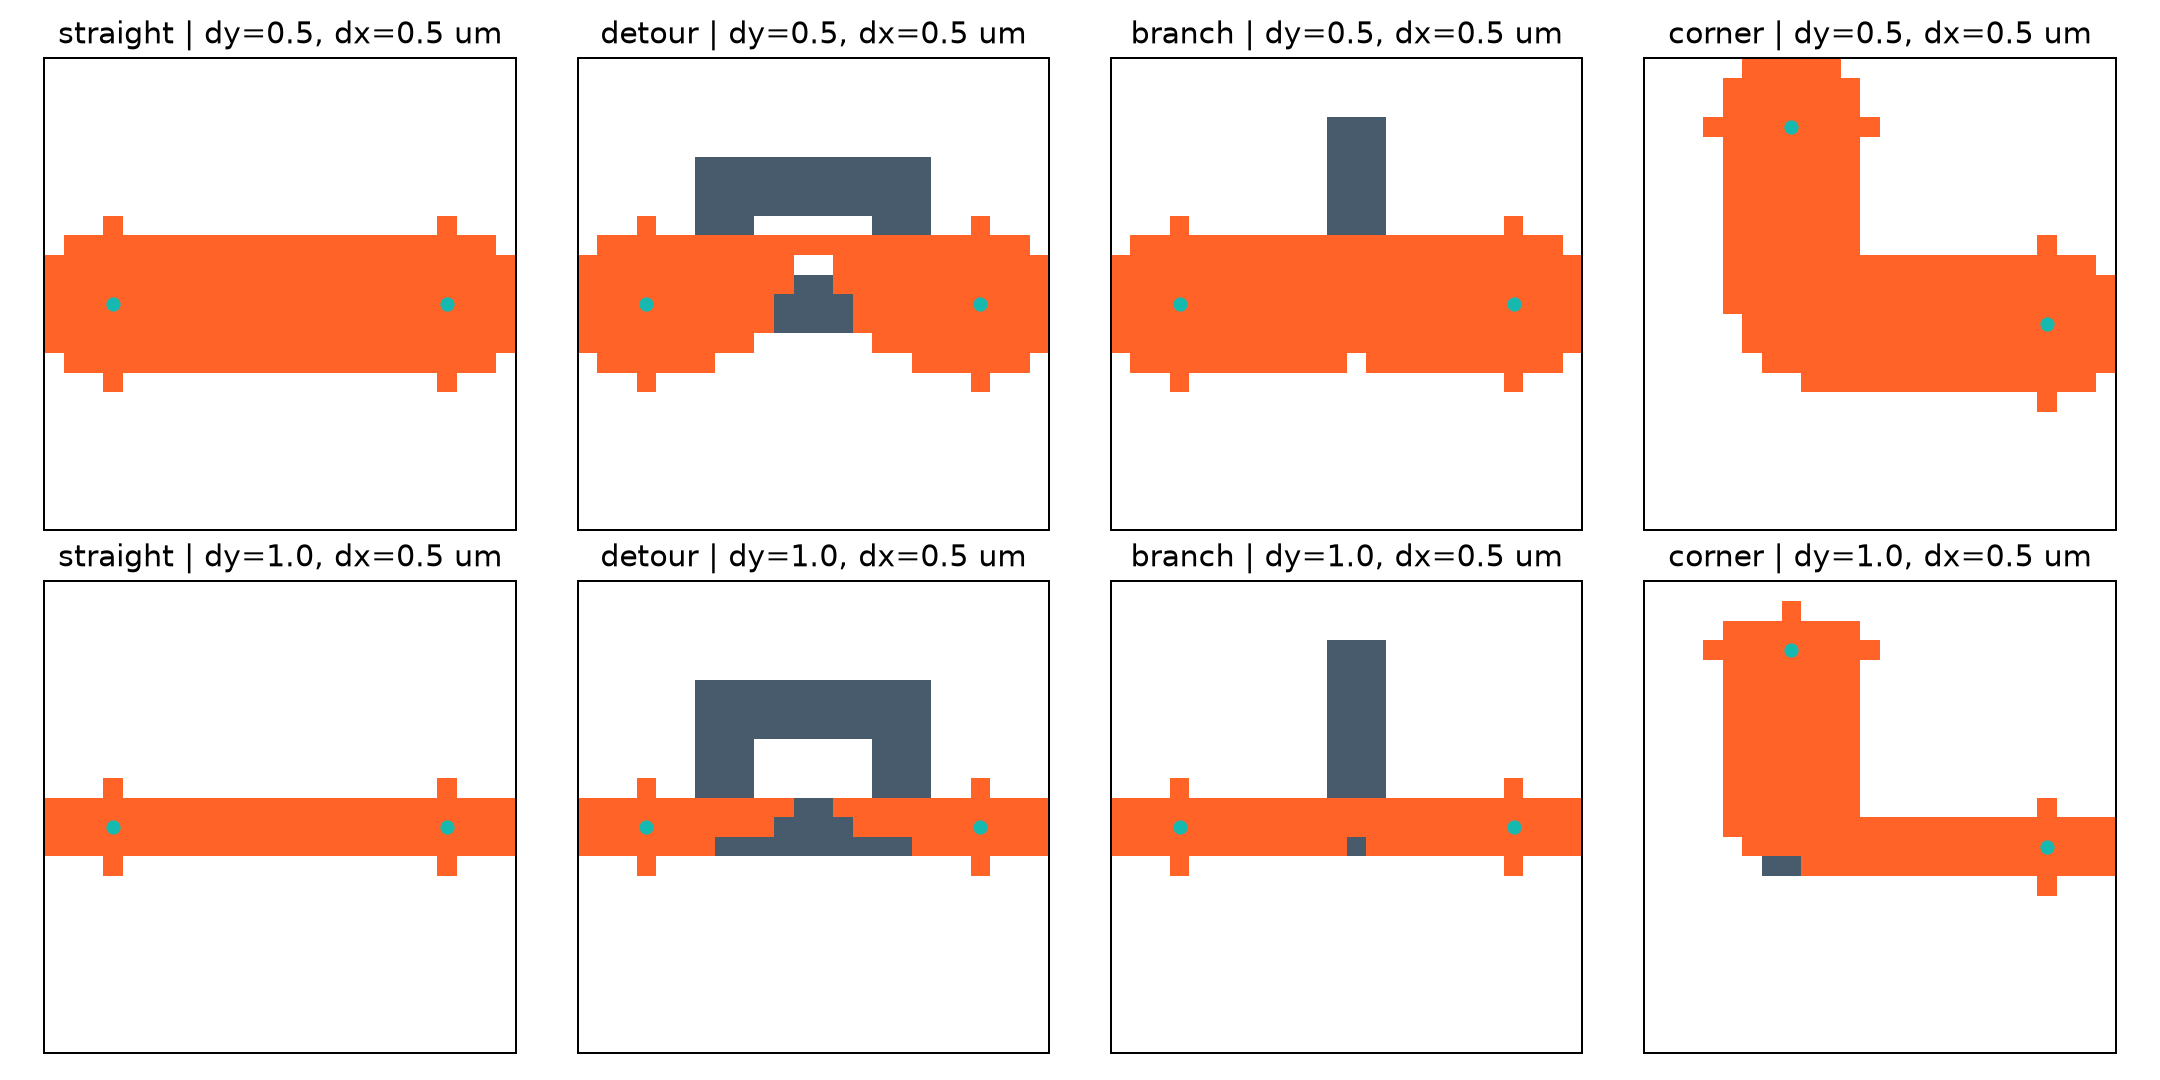 straight | dy=0.5, dx=0.5 um
detour | dy=0.5, dx=0.5 um
branch | dy=0.5, dx=0.5 um
corner | dy=0.5, dx=0.5 um
straight | dy=1.0, dx=0.5 um
detour | dy=1.0, dx=0.5 um
branch | dy=1.0, dx=0.5 um
corner | dy=1.0, dx=0.5 um